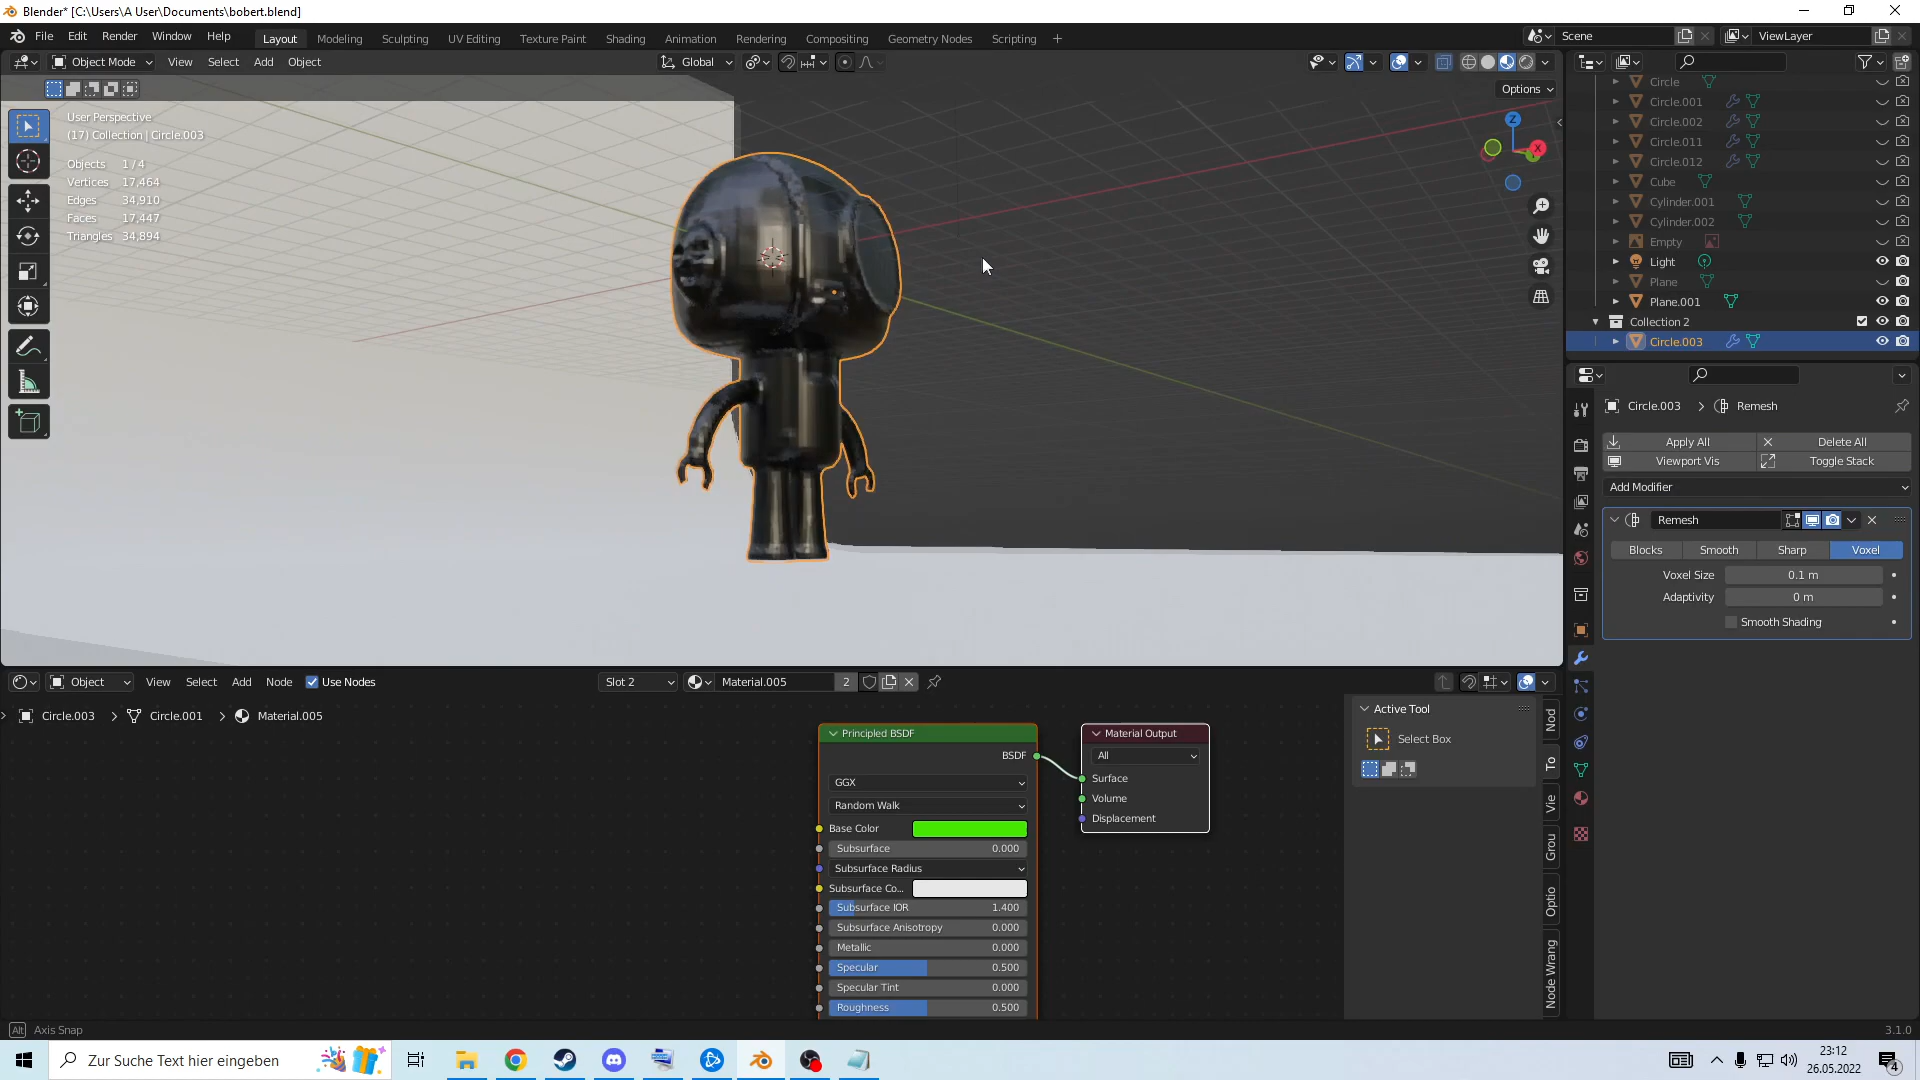 Blender* [C:\Users\A User\Documents\bobert.blend]
File Edit Render Window Help Layout Modeling Sculpting UV Editing Texture Paint Shading Animation Rendering Compositing Geometry Nodes Scripting + Scene ViewLayer
Object Mode View Select Add Object Global
Options
User Perspective
(17) Collection | Circle.003
Objects 1 / 4
Vertices 17,464
Edges 34,910
Faces 17,447
Triangles 34,894
Z
X
Circle
Circle.001
Circle.002
Circle.011
Circle.012
Cube
Cylinder.001
Cylinder.002
Empty
Light
Plane
Plane.001
Collection 2
Circle.003
Circle.003 > Remesh
Apply All Delete All
Viewport Vis Toggle Stack
Add Modifier
Remesh
Blocks Smooth Sharp Voxel
Voxel Size 0.1 m
Adaptivity 0 m
Smooth Shading
Object View Select Add Node Use Nodes Slot 2 Material.005 2
Circle.003 > Circle.001 > Material.005
Principled BSDF
BSDF
GGX
Random Walk
Base Color
Subsurface 0.000
Subsurface Radius
Subsurface Co...
Subsurface IOR 1.400
Subsurface Anisotropy 0.000
Metallic 0.000
Specular 0.500
Specular Tint 0.000
Roughness 0.500
Material Output
All
Surface
Volume
Displacement
Active Tool
Select Box
Nod
To
Vie
Grou
Optio
Node Wrang
Alt Axis Snap
3.1.0
Zur Suche Text hier eingeben
23:12
26.05.2022
4